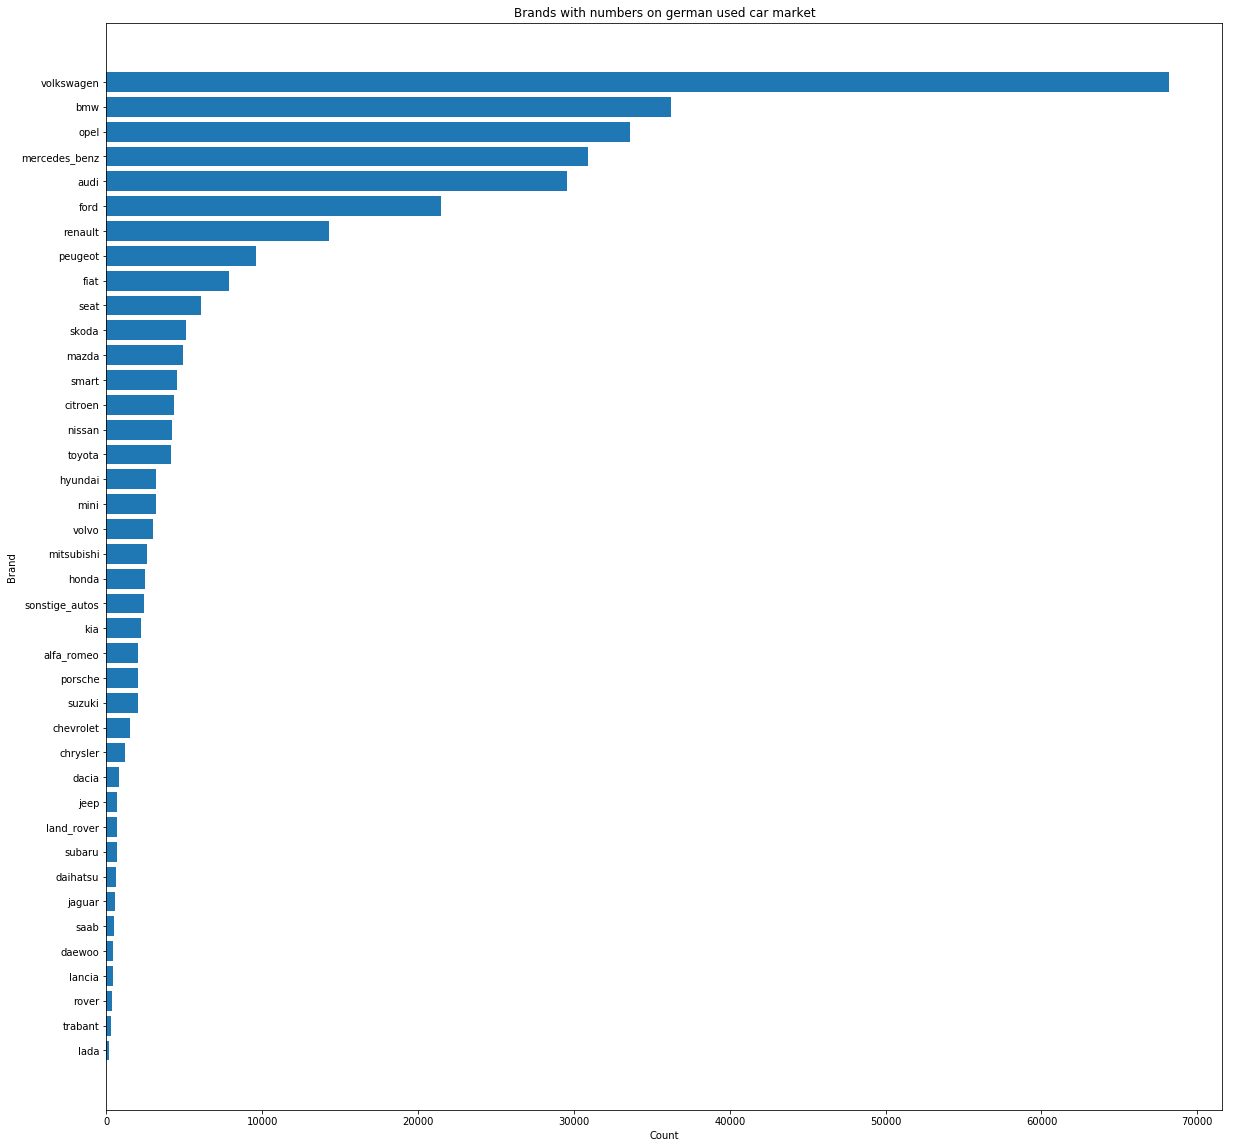 Brands with numbers on german used car market
volkswagen
bmw
opel
mercedes_benz
audi
ford
renault
peugeot
fiat
seat
skoda
mazda
smart
citroen
nissan
toyota
hyundai
mini
volvo
mitsubishi
honda
sonstige_autos
kia
alfa_romeo
porsche
suzuki
chevrolet
chrysler
dacia
jeep
land_rover
subaru
daihatsu
jaguar
saab
daewoo
lancia
rover
trabant
lada
Brand
0 10000 20000 30000 40000 50000 60000 70000
Count